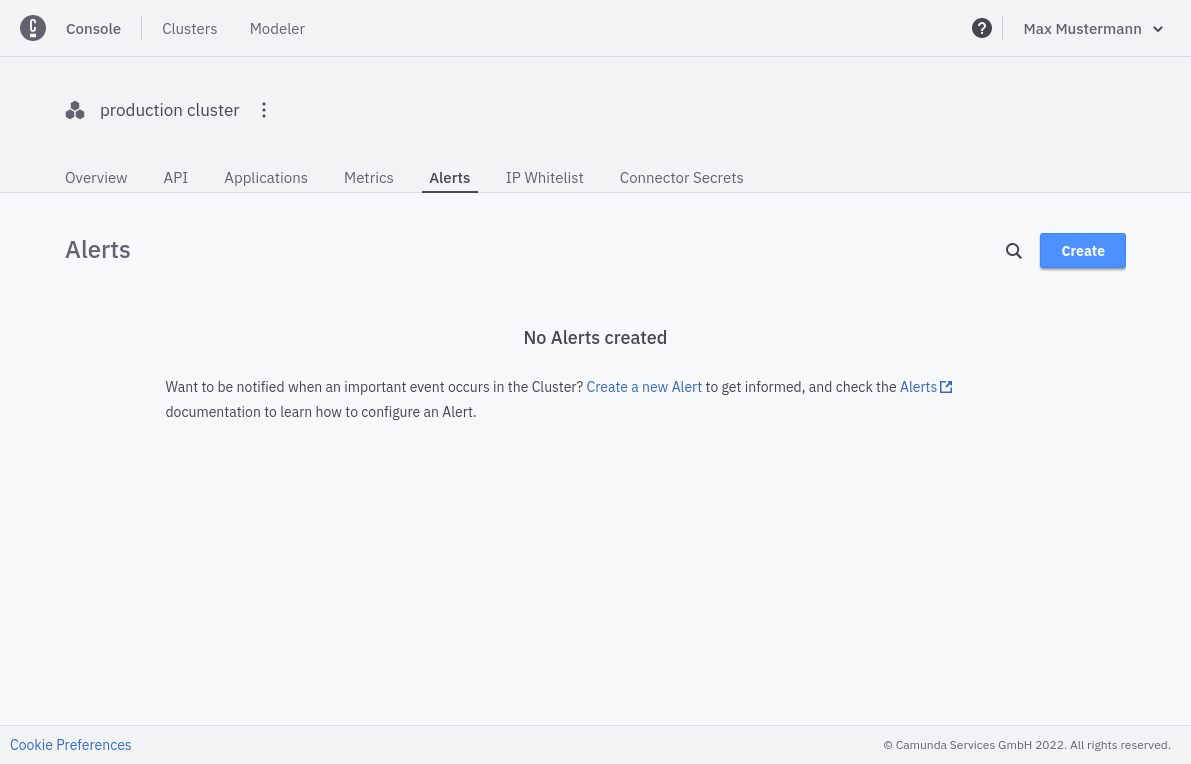 Console Clusters Modeler Max Mustermann
production cluster
Overview API Applications Metrics Alerts IP Whitelist Connector Secrets
Alerts Create
No Alerts created
Want to be notified when an important event occurs in the Cluster? Create a new Alert to get informed, and check the Alerts
documentation to learn how to configure an Alert.
Cookie Preferences © Camunda Services GmbH 2022. All rights reserved.